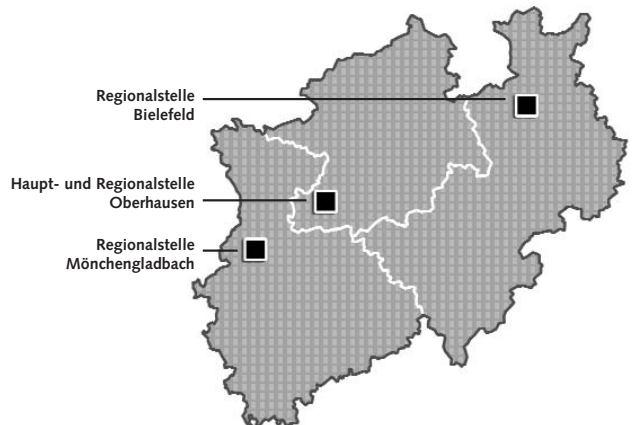 Regionalstelle
Bielefeld
Haupt- und Regionalstelle
Oberhausen
Regionalstelle
Mönchengladbach